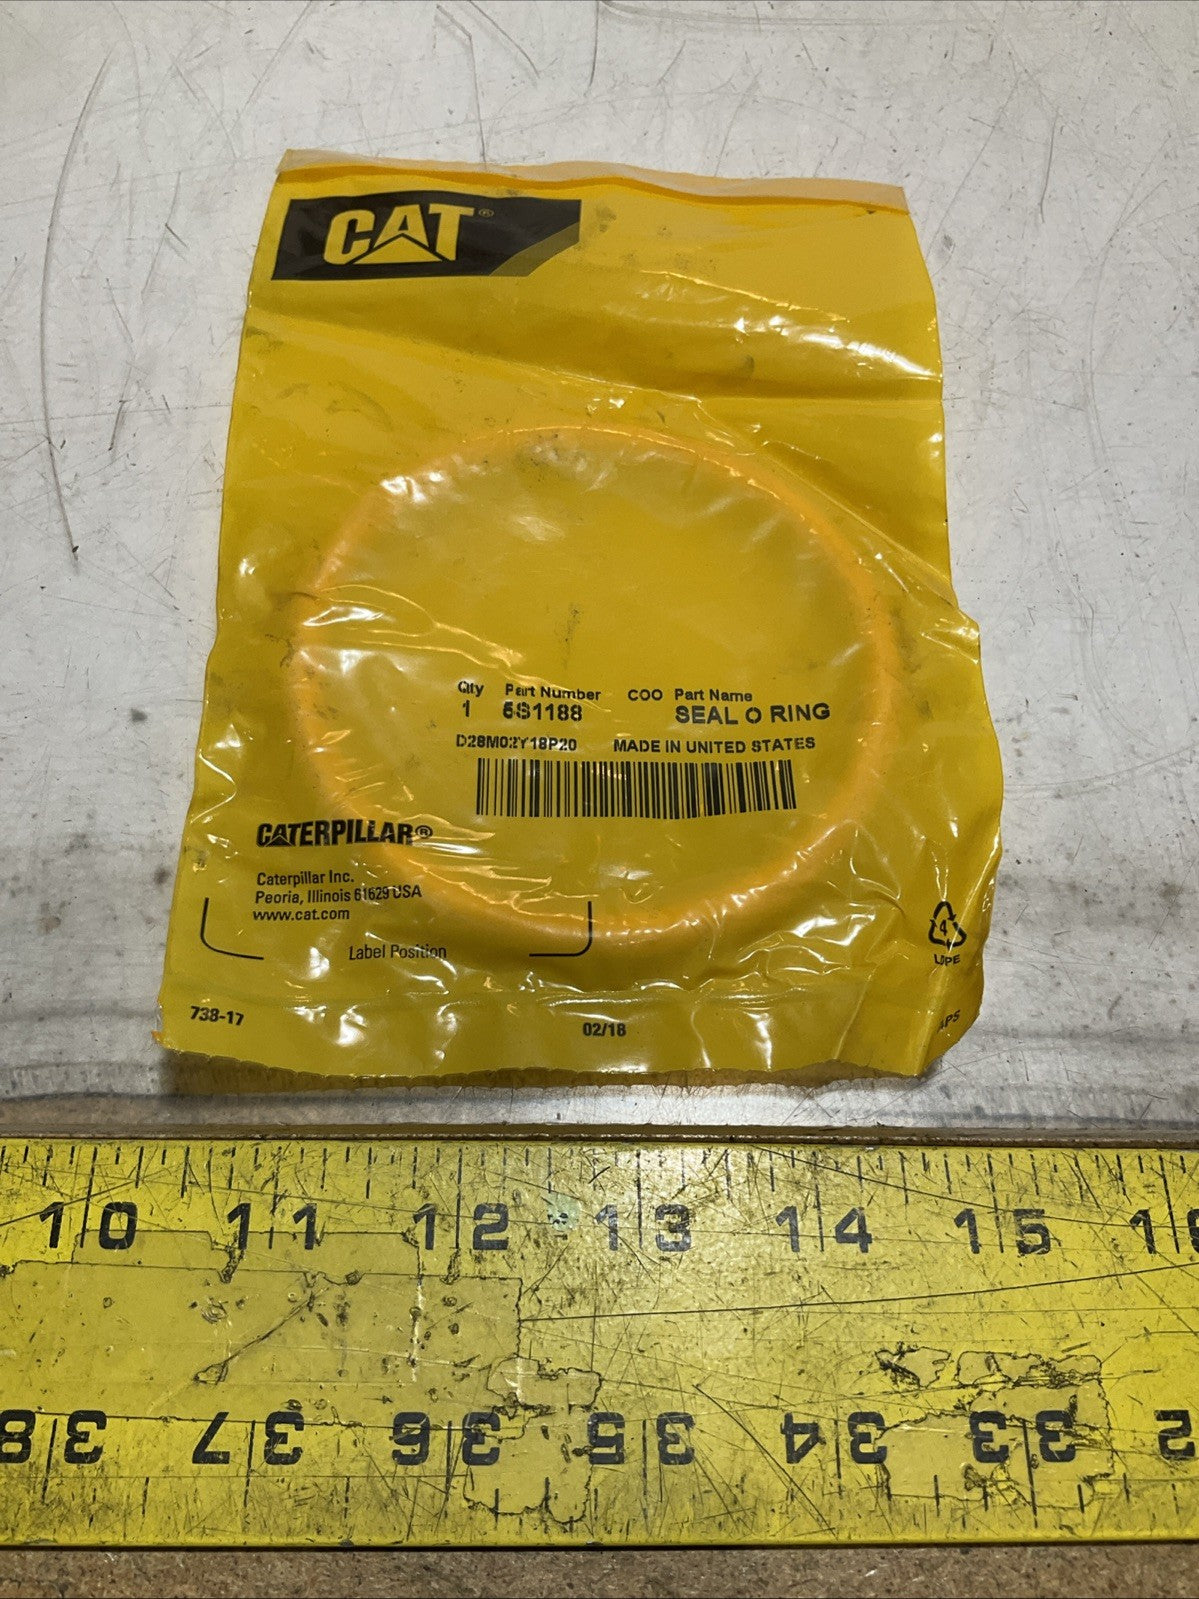 CAT®
Qty Part Number COO Part Name
1 SEAL O RING
D28M02Y18P20 MADE IN UNITED STATES
CATERPILLAR®
Caterpillar Inc.
Peoria, Illinois 61629 USA
www.cat.com
Label Position
4
LDPE
738-17
02/18
APS
10 11 12 13 14 15
38 37 36 35 34 33